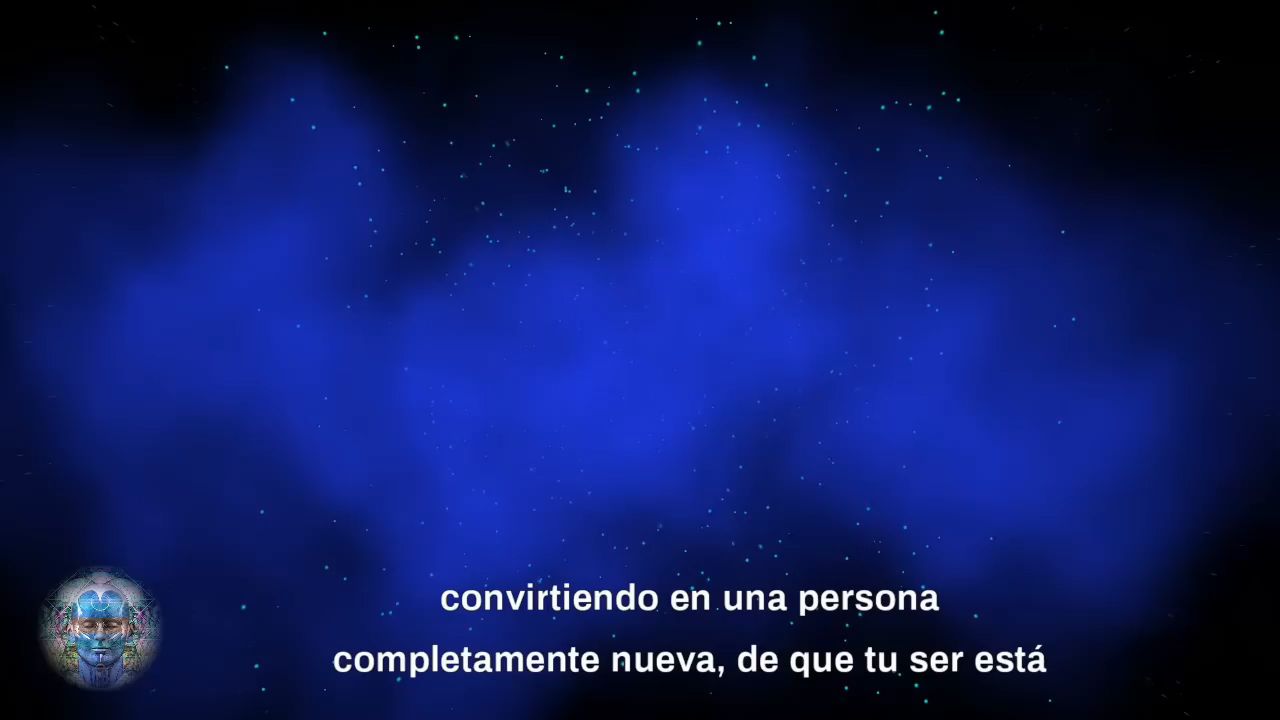 convirtiendo en una persona
completamente nueva, de que tu ser está